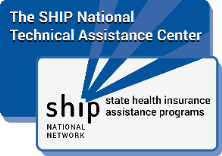 The SHIP National
Technical Assistance Center
ship
state health insurance
assistance programs
NATIONAL
NETWORK